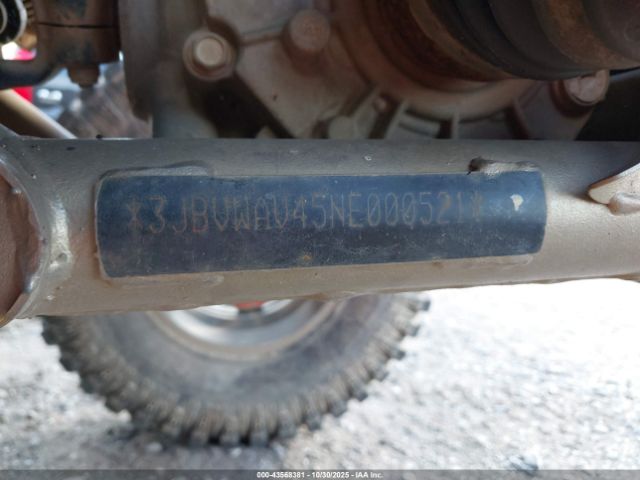 *3JBVWAV45NE000521*
000-43568381 - 10/30/2025 - IAA Inc.